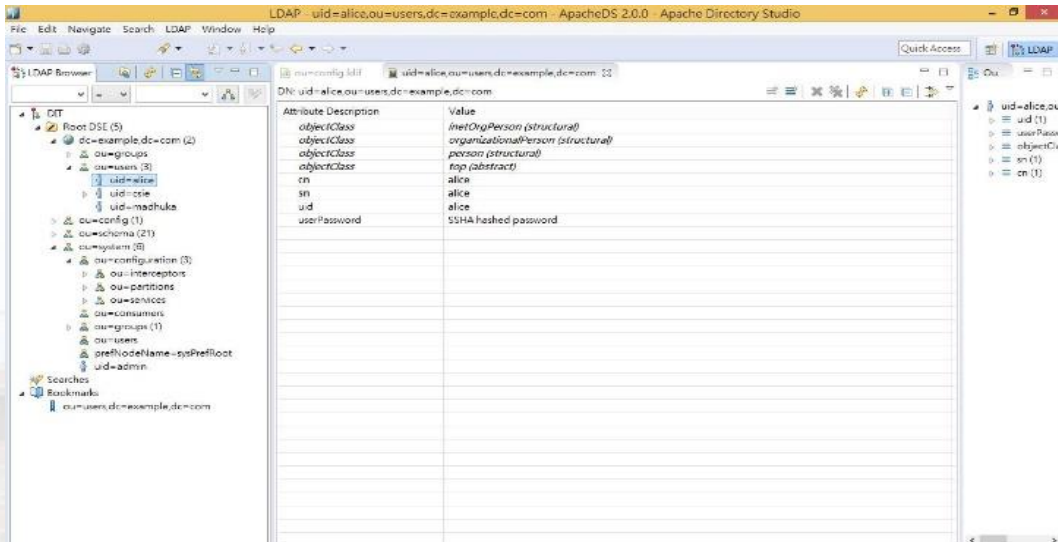 LDAP - uid=alice,ou=users,dc=example,dc=com - ApacheDS 2.0.0 - Apache Directory Studio
File Edit Navigate Search LDAP Window Help
Quick Access
LDAP
LDAP Browser
DIT
Root DSE (5)
dc=example,dc=com (2)
ou=groups
ou=users (3)
uid=alice
uid=csie
uid=madhuka
ou=config (1)
ou=schema (21)
ou=system (6)
ou=configuration (3)
ou=interceptors
ou=partitions
ou=services
ou=consumers
ou=groups (1)
ou=users
prefNodeName=sysPrefRoot
uid=admin
Searches
Bookmarks
ou=users,dc=example,dc=com
ou=config.ldif
uid=alice,ou=users,dc=example,dc=com
DN: uid=alice,ou=users,dc=example,dc=com
Attribute Description Value
objectClass inetOrgPerson (structural)
objectClass organizationalPerson (structural)
objectClass person (structural)
objectClass top (abstract)
cn alice
sn alice
uid alice
userPassword SSHA hashed password
Ou
uid=alice,ou
uid (1)
userPassw
objectCla
sn (1)
cn (1)